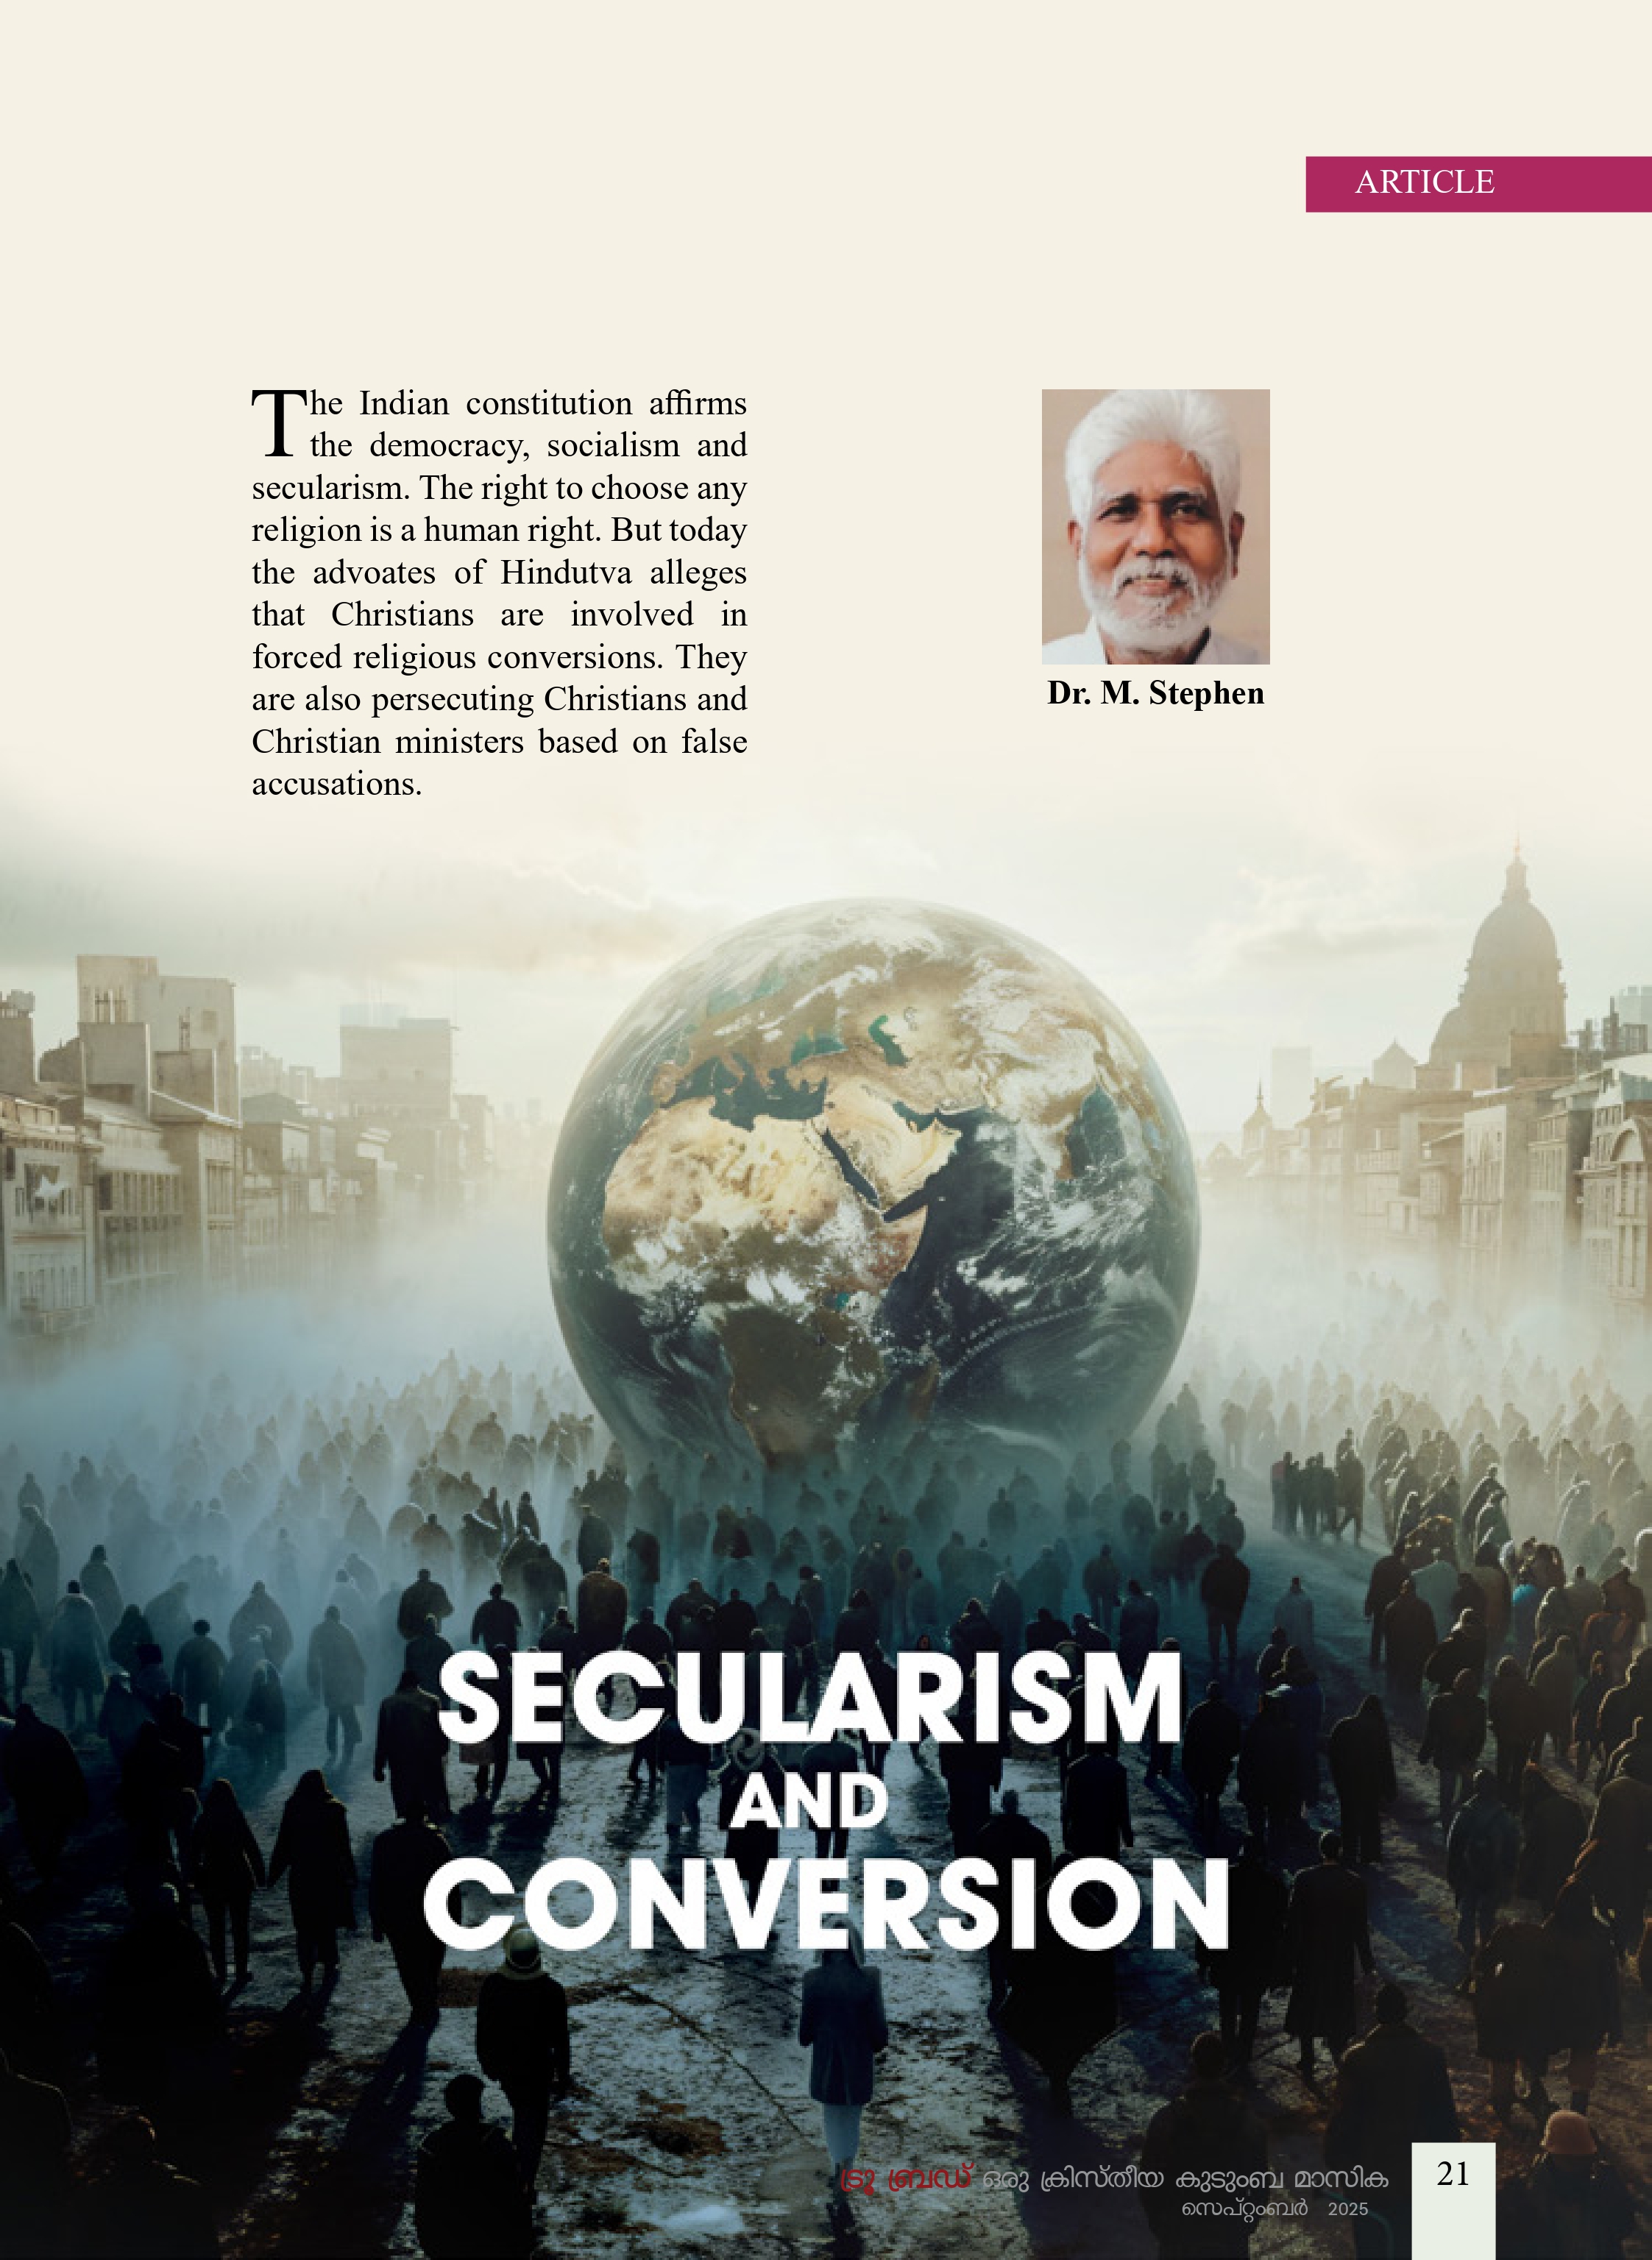 ARTICLE
The Indian constitution affirms
the democracy, socialism and
secularism. The right to choose any
religion is a human right. But today
the advoates of Hindutva alleges
that Christians are involved in
forced religious conversions. They
are also persecuting Christians and
Christian ministers based on false
accusations.
Dr. M. Stephen
SECULARISM
AND
CONVERSION
ട്രൂ ബ്രഡ് ഒരു ക്രിസ്തീയ കുടുംബ മാസിക
സെപ്റ്റംബർ 2025
21